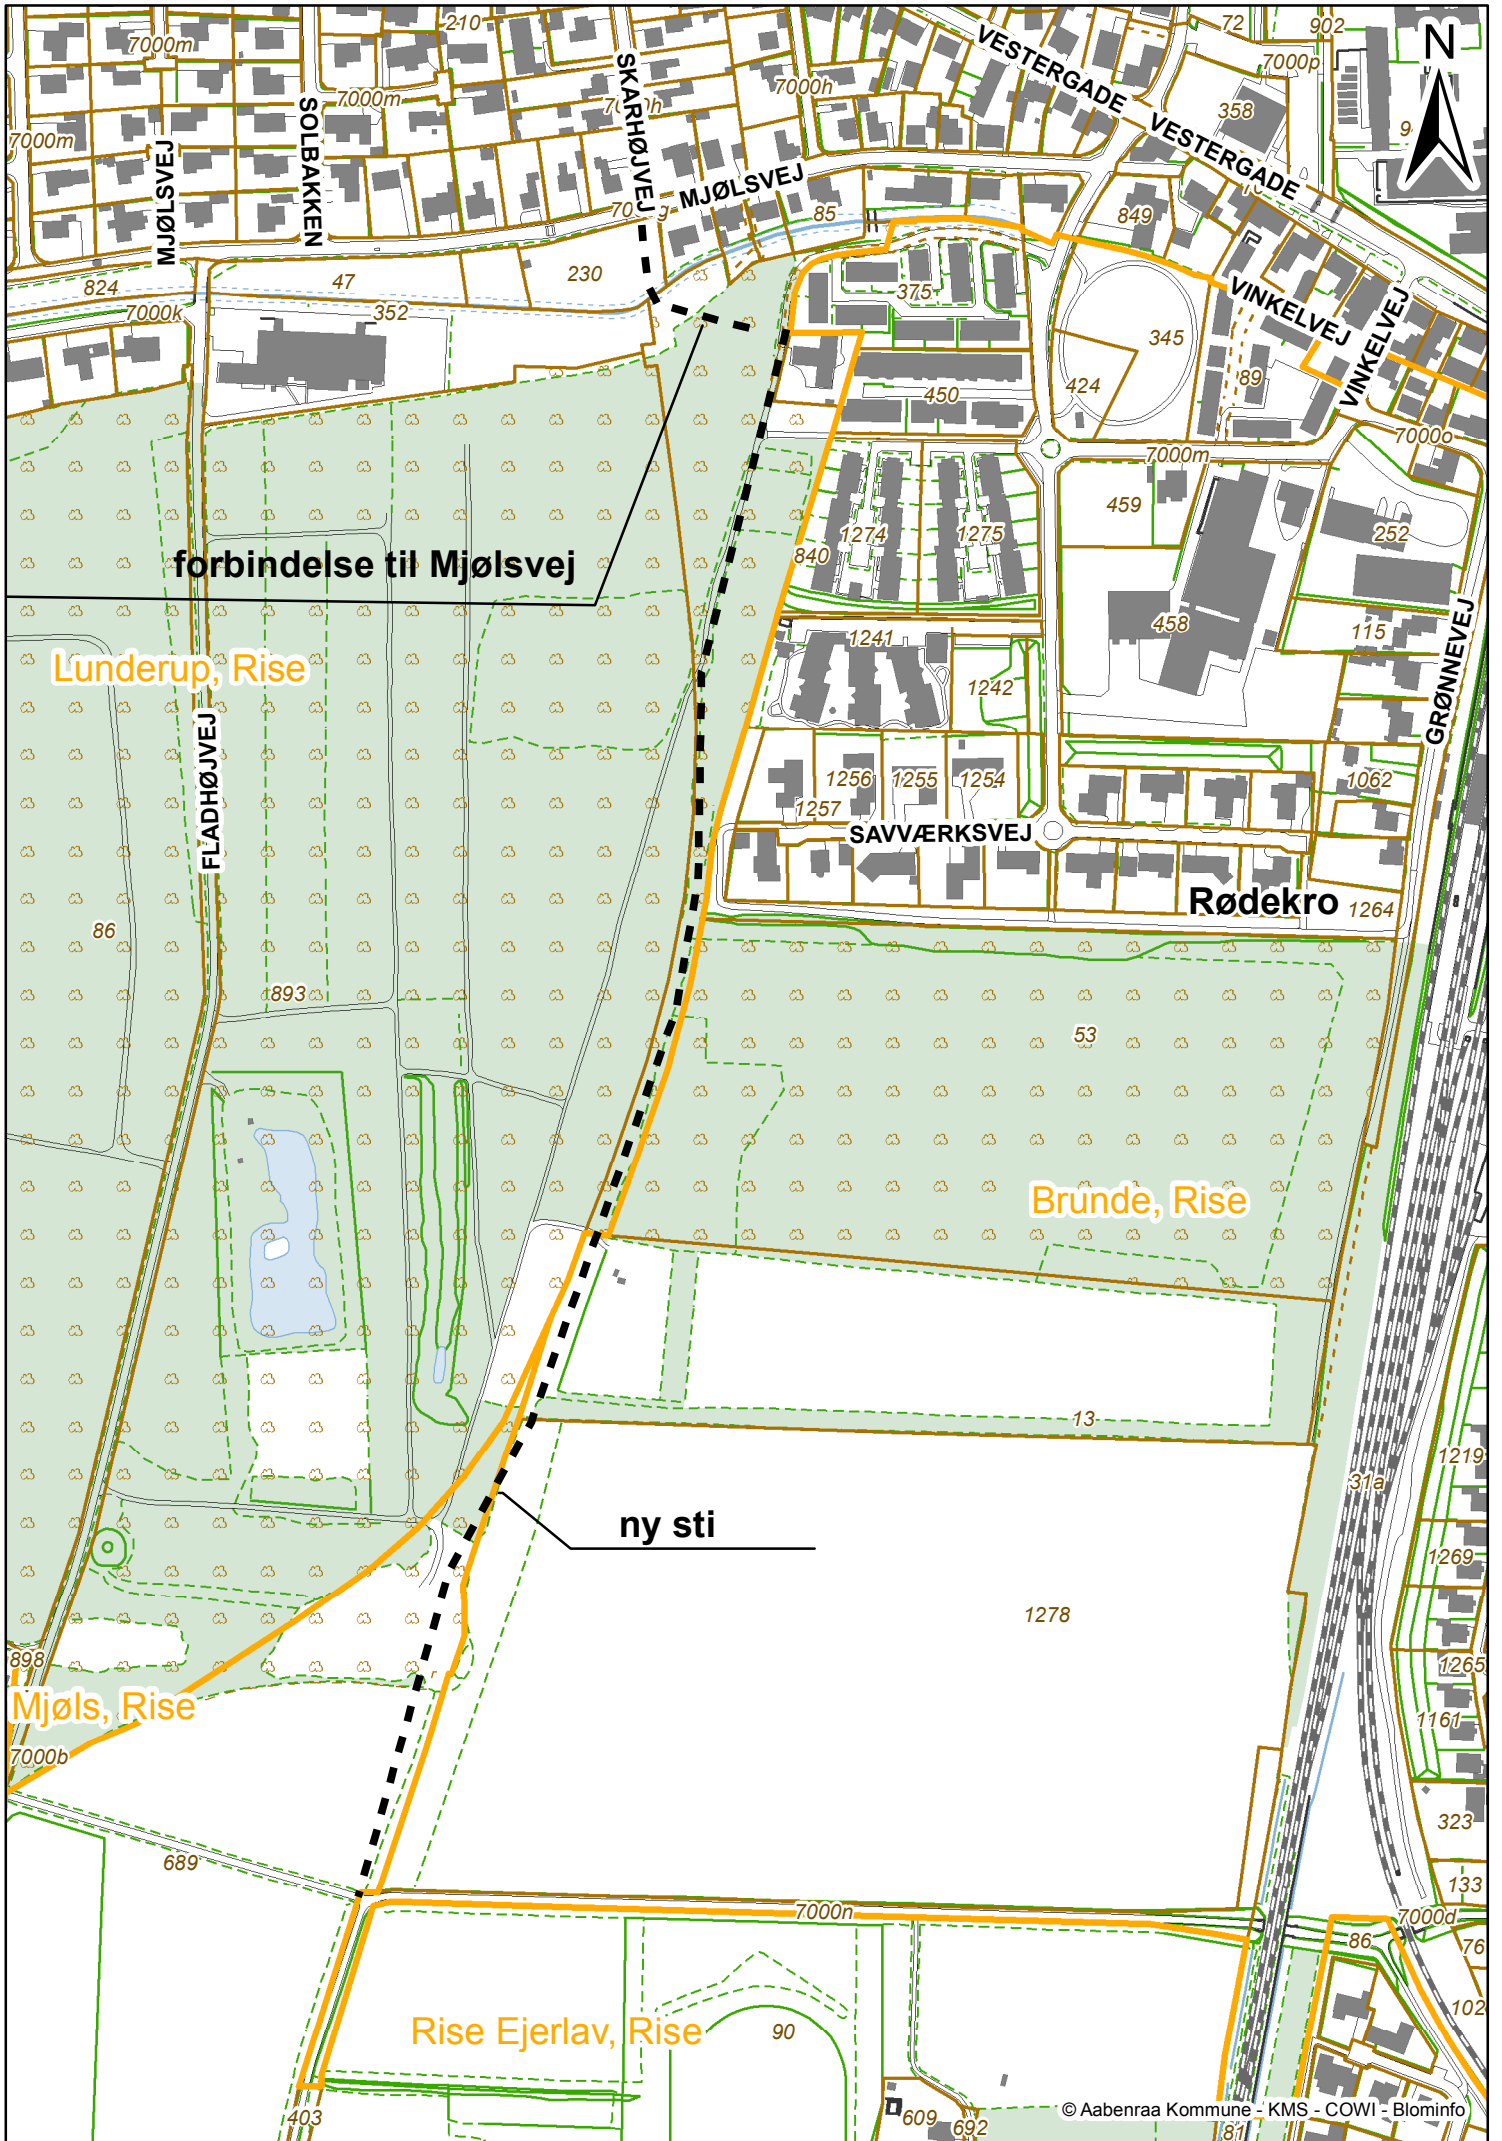 210
72
902
7000m
SKARHØJVEJ
7000h
VESTERGADE
7000p
N
7000m
SOLBAKKEN
358
7000m
MJØLSVEJ
VESTERGADE
MJØLSVEJ
85
849
824
47
230
375
VINKELVEJ
7000k
352
345
VINKELVEJ
424
89
450
7000o
7000m
459
1274
1275
252
forbindelse til Mjølsvej
840
458
115
1241
Lunderup, Rise
GRØNNEVEJ
1242
FLADHØJVEJ
1256
1255
1254
1062
1257
SAVVÆRKSVEJ
Rødekro
1264
86
893
53
Brunde, Rise
13
1219
31a
ny sti
1269
1278
898
1265
Mjøls, Rise
1161
7000b
323
689
133
7000n
7000d
86
76
102
Rise Ejerlav, Rise
90
© Aabenraa Kommune - KMS - COWI - Blominfo
403
609
692
81